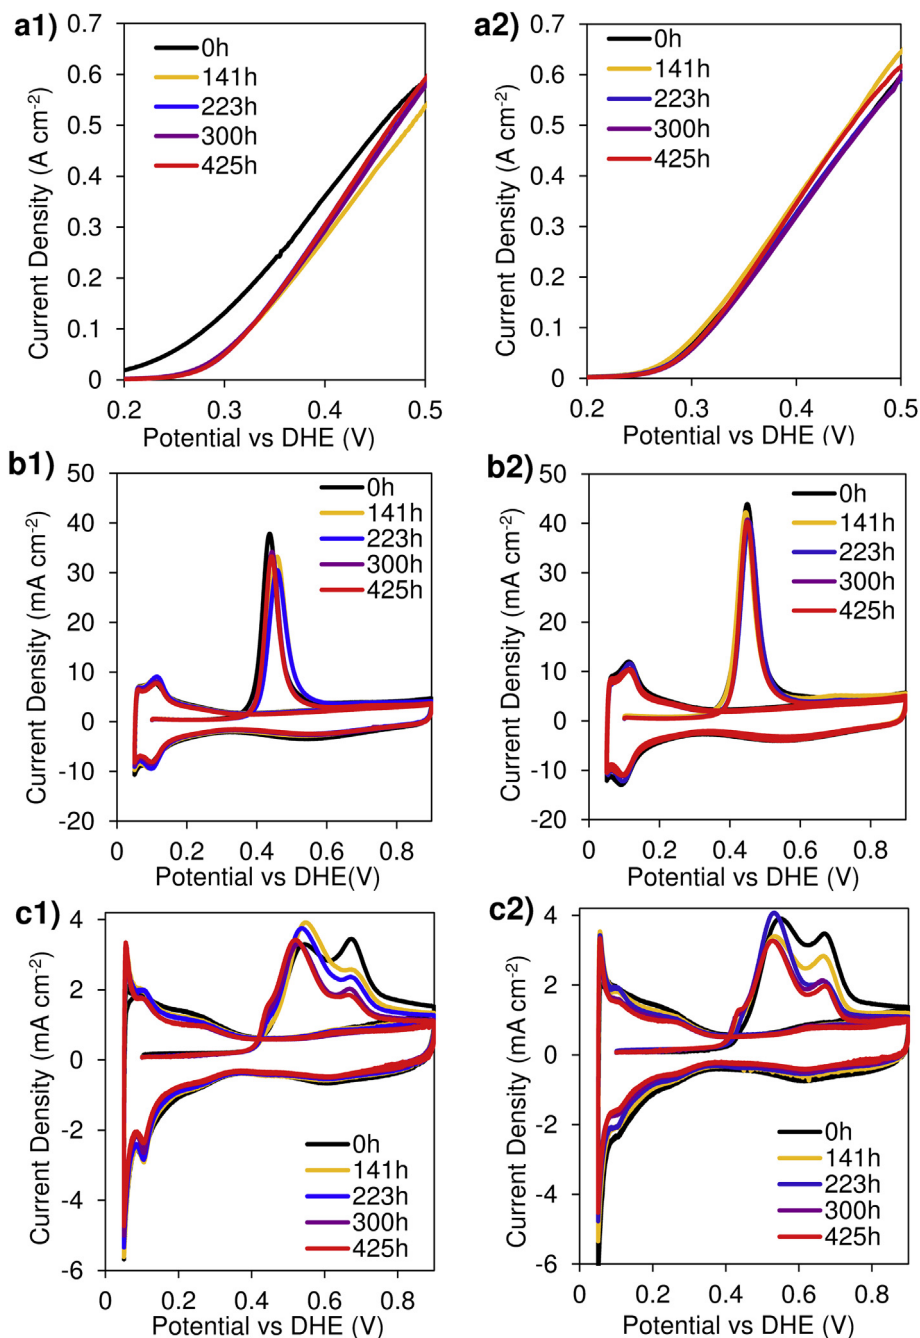 a1)
0.7
0.6
0.5
0.4
0.3
0.2
0.1
0
0h
141h
223h
300h
425h
Current Density (A cm-2)
0.2 0.3 0.4 0.5
Potential vs DHE (V)
a2)
0.7
0.6
0.5
0.4
0.3
0.2
0.1
0
0h
141h
223h
300h
425h
Current Density (A cm-2)
0.2 0.3 0.4 0.5
Potential vs DHE (V)
b1)
50
40
30
20
10
0
-10
-20
0h
141h
223h
300h
425h
Current Density (mA cm-2)
0 0.2 0.4 0.6 0.8
Potential vs DHE(V)
b2)
50
40
30
20
10
0
-10
-20
0h
141h
223h
300h
425h
Current Density (mA cm-2)
0 0.2 0.4 0.6 0.8
Potential vs DHE (V)
c1)
4
2
0
-2
-4
-6
0h
141h
223h
300h
425h
Current Density (mA cm-2)
0 0.2 0.4 0.6 0.8
Potential vs DHE (V)
c2)
4
2
0
-2
-4
-6
0h
141h
223h
300h
425h
Current Density (mA cm-2)
0 0.2 0.4 0.6 0.8
Potential vs DHE (V)